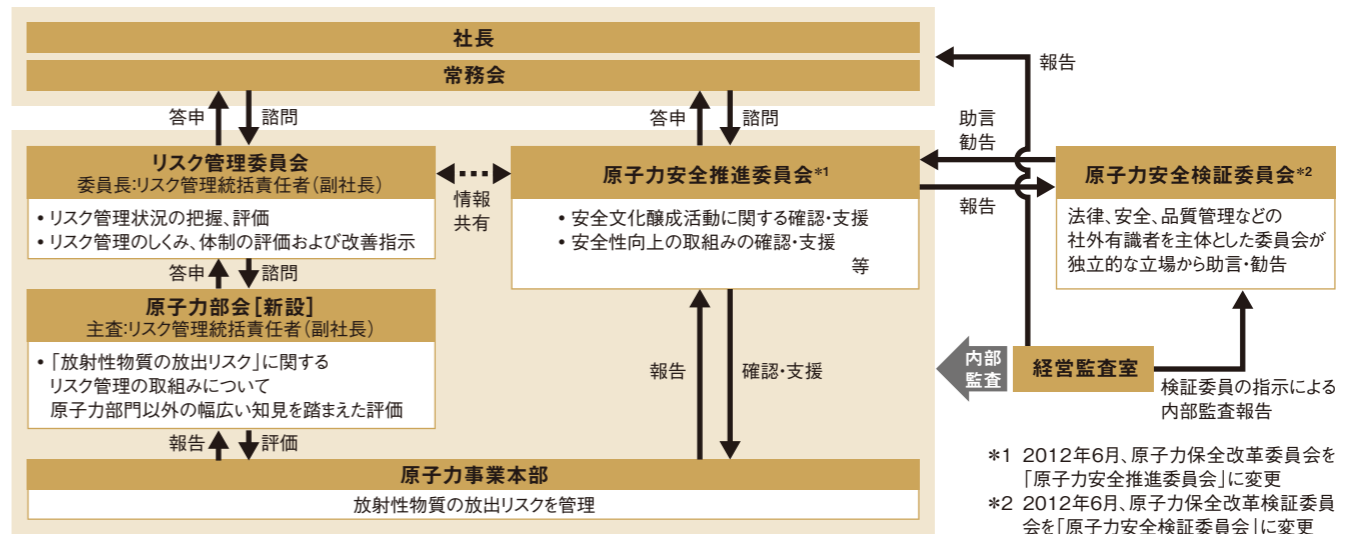 社長
常務会
報告
答申
諮問
答申
諮問
助言
勧告
リスク管理委員会
委員長:リスク管理統括責任者(副社長)
• リスク管理状況の把握、評価
• リスク管理のしくみ、体制の評価および改善指示
情報
共有
原子力安全推進委員会*1
• 安全文化醸成活動に関する確認・支援
• 安全性向上の取組みの確認・支援
等
報告
原子力安全検証委員会*2
法律、安全、品質管理などの
社外有識者を主体とした委員会が
独立的な立場から助言・勧告
答申
諮問
原子力部会[新設]
主査:リスク管理統括責任者(副社長)
• 「放射性物質の放出リスク」に関する
リスク管理の取組みについて
原子力部門以外の幅広い知見を踏まえた評価
報告
確認・支援
内部
監査
経営監査室
検証委員の指示による
内部監査報告
報告
評価
原子力事業本部
放射性物質の放出リスクを管理
*1 2012年6月、原子力保全改革委員会を
「原子力安全推進委員会」に変更
*2 2012年6月、原子力保全改革検証委員
会を「原子力安全検証委員会」に変更